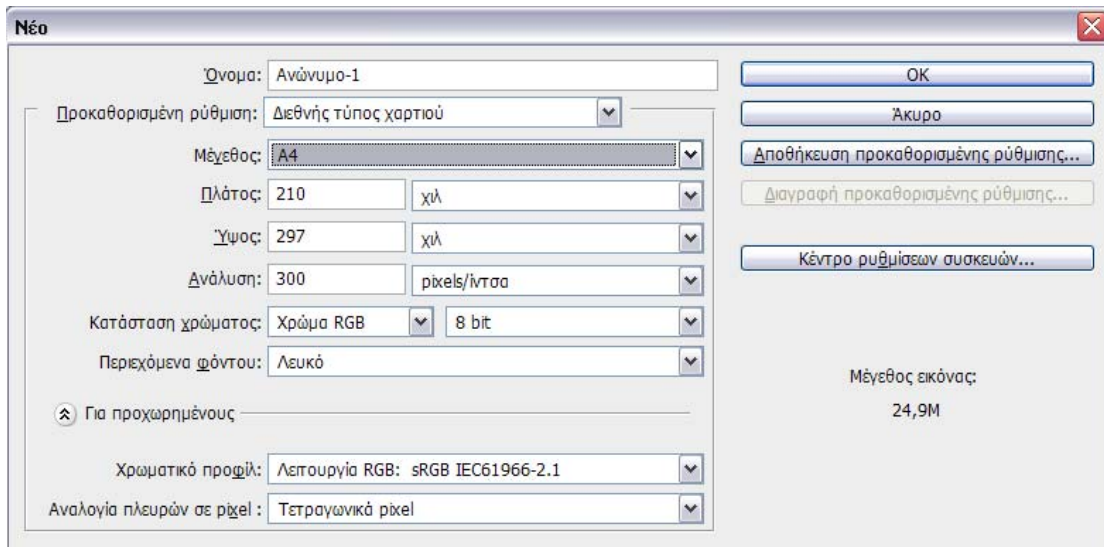 Νέο
Όνομα: Ανώνυμο-1
Προκαθορισμένη ρύθμιση: Διεθνής τύπος χαρτιού
Μέγεθος: A4
Πλάτος: 210 χιλ
Ύψος: 297 χιλ
Ανάλυση: 300 pixels/ίντσα
Κατάσταση χρώματος: Χρώμα RGB 8 bit
Περιεχόμενα φόντου: Λευκό
Για προχωρημένους
Χρωματικό προφίλ: Λειτουργία RGB: sRGB IEC61966-2.1
Αναλογία πλευρών σε pixel : Τετραγωνικά pixel
OK
Άκυρο
Αποθήκευση προκαθορισμένης ρύθμισης...
Διαγραφή προκαθορισμένης ρύθμισης...
Κέντρο ρυθμίσεων συσκευών...
Μέγεθος εικόνας:
24,9M